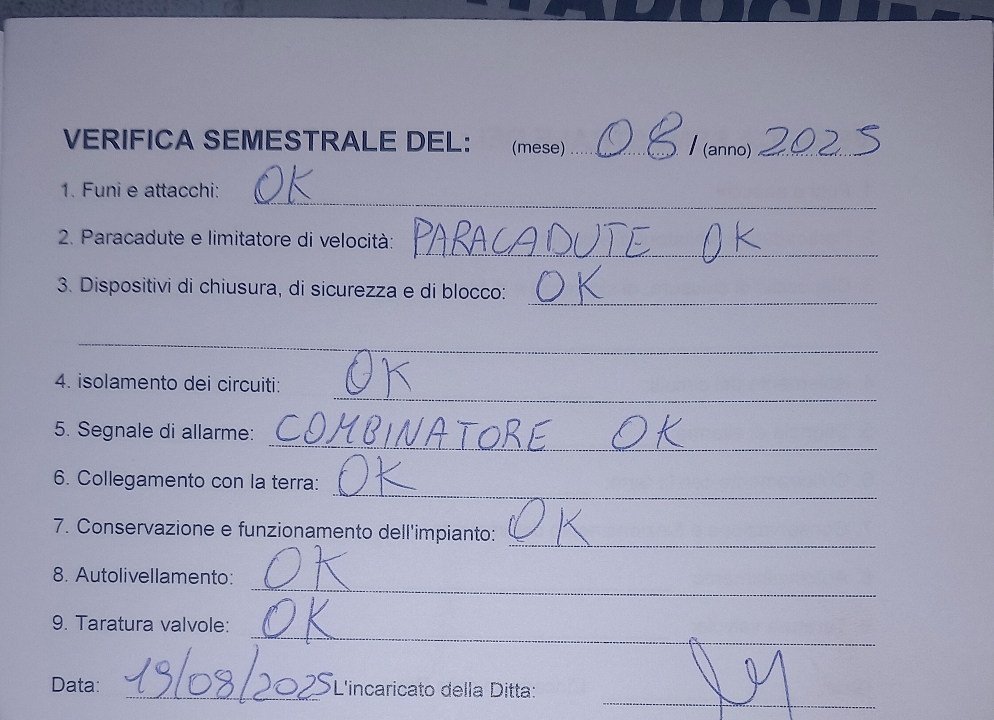 VERIFICA SEMESTRALE DEL: (mese) 08 / (anno) 2025
1. Funi e attacchi: OK
2. Paracadute e limitatore di velocità: PARACADUTE OK
3. Dispositivi di chiusura, di sicurezza e di blocco: OK
4. isolamento dei circuiti: OK
5. Segnale di allarme: COMBINATORE OK
6. Collegamento con la terra: OK
7. Conservazione e funzionamento dell'impianto: OK
8. Autolivellamento: OK
9. Taratura valvole: OK
Data: 19/08/2025 L'incaricato della Ditta: